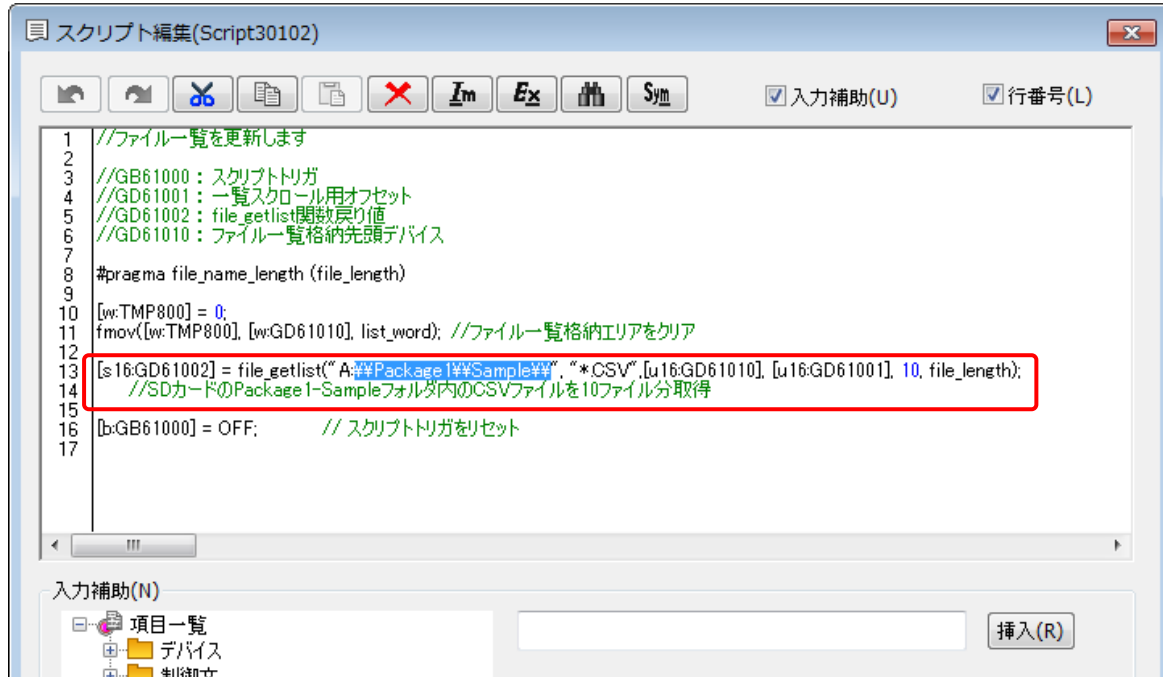 スクリプト編集(Script30102)
Im Ex Sym 入力補助(U) 行番号(L)
1 //ファイル一覧を更新します
2
3 //GB61000 : スクリプトトリガ
4 //GD61001 : 一覧スクロール用オフセット
5 //GD61002 : file_getlist関数戻り値
6 //GD61010 : ファイル一覧格納先頭デバイス
7
8 #pragma file_name_length (file_length)
9
10 [w:TMP800] = 0;
11 fmov([w:TMP800], [w:GD61010], list_word); //ファイル一覧格納エリアをクリア
12
13 [s16:GD61002] = file_getlist("A:¥¥Package1¥¥Sample¥¥", "*.CSV",[u16:GD61010], [u16:GD61001], 10, file_length);
14 //SDカードのPackage1-Sampleフォルダ内のCSVファイルを10ファイル分取得
15
16 [b:GB61000] = OFF; // スクリプトトリガをリセット
17
入力補助(N)
項目一覧
挿入(R)
デバイス
制御文